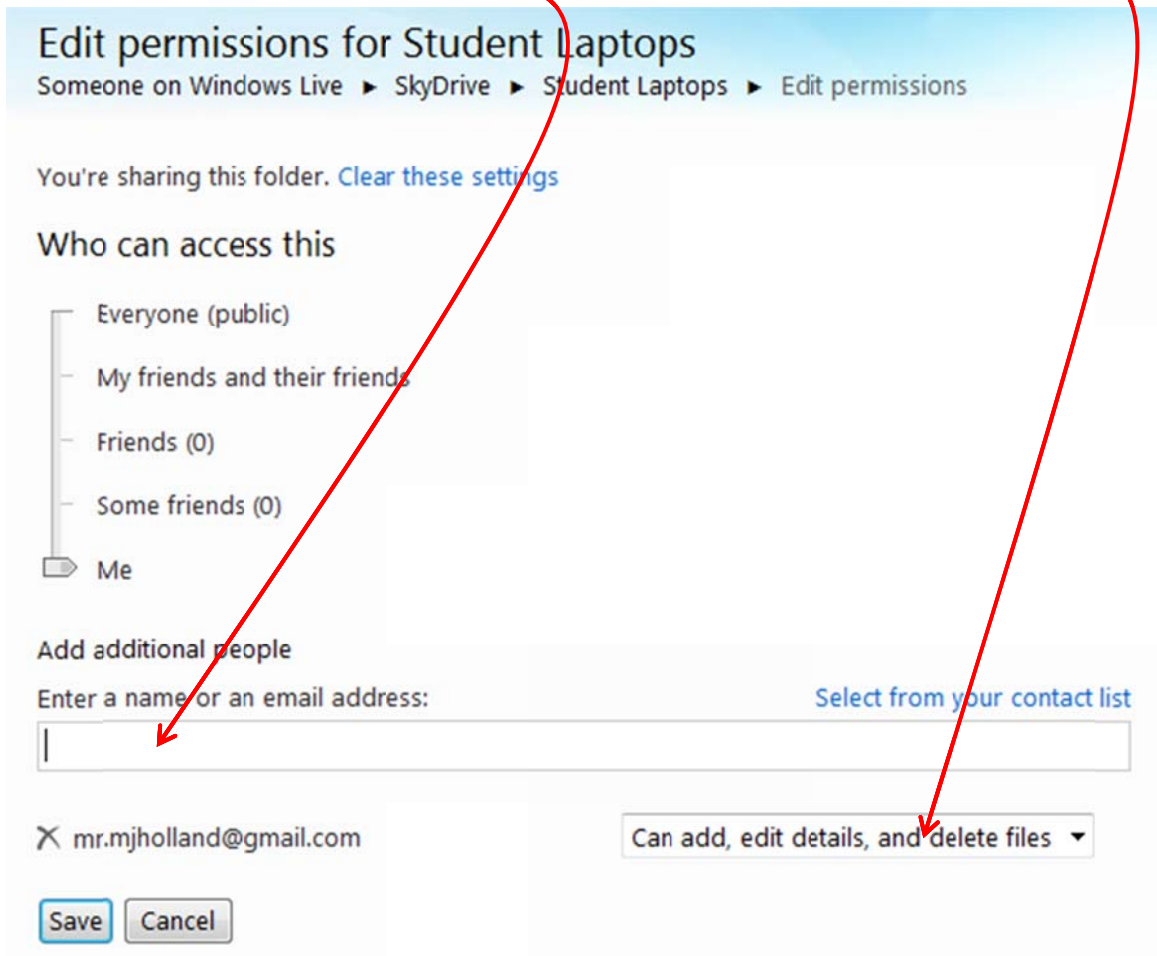 Edit permissions for Student Laptops
Someone on Windows Live ► SkyDrive ► Student Laptops ► Edit permissions
You're sharing this folder. Clear these settings
Who can access this
Everyone (public)
My friends and their friends
Friends (0)
Some friends (0)
Me
Add additional people
Enter a name or an email address: Select from your contact list
mr.mjholland@gmail.com Can add, edit details, and delete files
Save Cancel